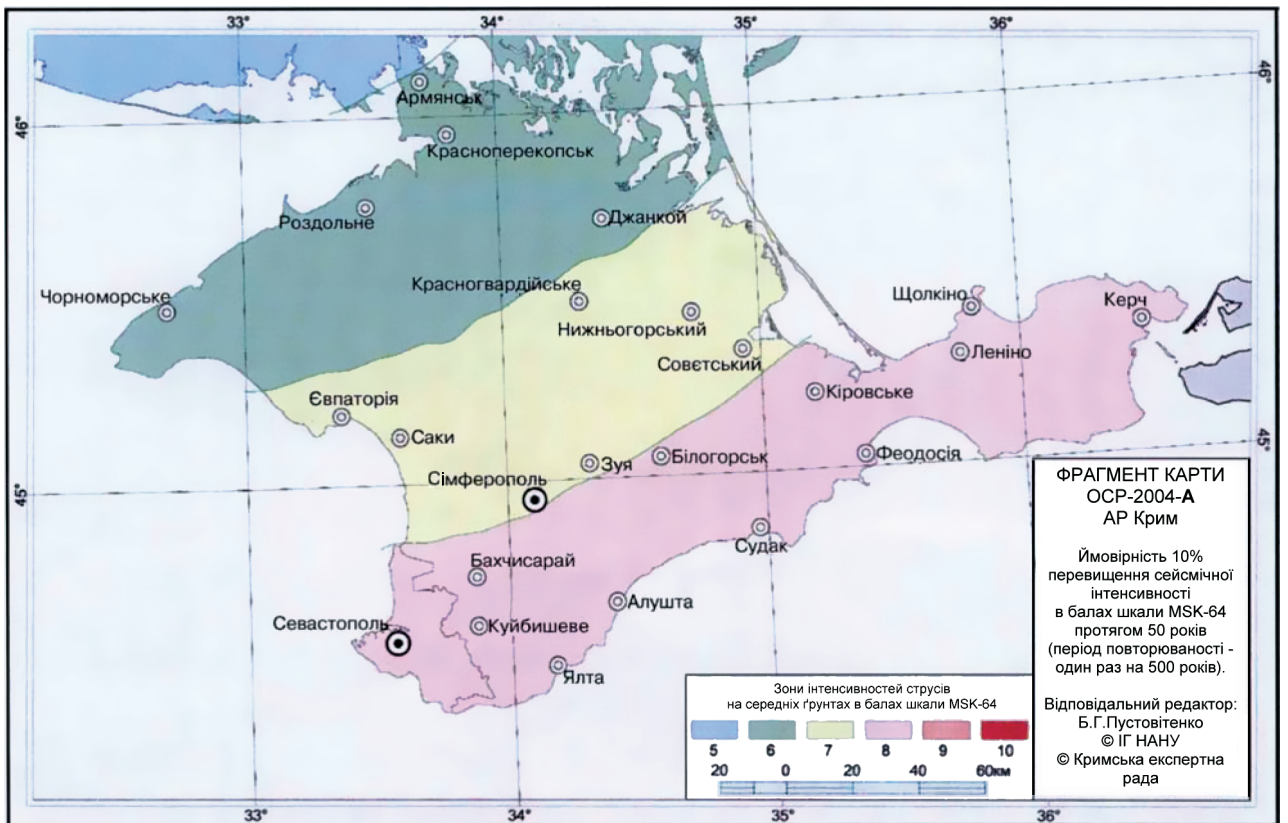 33°
34°
35°
36°
46°
46°
Армянськ
Красноперекопськ
Роздольне
Джанкой
Чорноморське
Красногвардійське
Нижньогорський
Совєтський
Щолкіно
Керч
Леніно
Кіровське
Євпаторія
Саки
Зуя
Білогорськ
Феодосія
Сімферополь
45°
45°
Судак
Бахчисарай
Алушта
Севастополь
Куйбишеве
Ялта
ФРАГМЕНТ КАРТИ
ОСР-2004-А
АР Крим
Ймовірність 10%
перевищення сейсмічної
інтенсивності
в балах шкали MSK-64
протягом 50 років
(період повторюваності -
один раз на 500 років).
Відповідальний редактор:
Б.Г.Пустовітенко
© ІГ НАНУ
© Кримська експертна
рада
Зони інтенсивностей струсів
на середніх ґрунтах в балах шкали MSK-64
5 6 7 8 9 10
20 0 20 40 60км
33°
34°
35°
36°